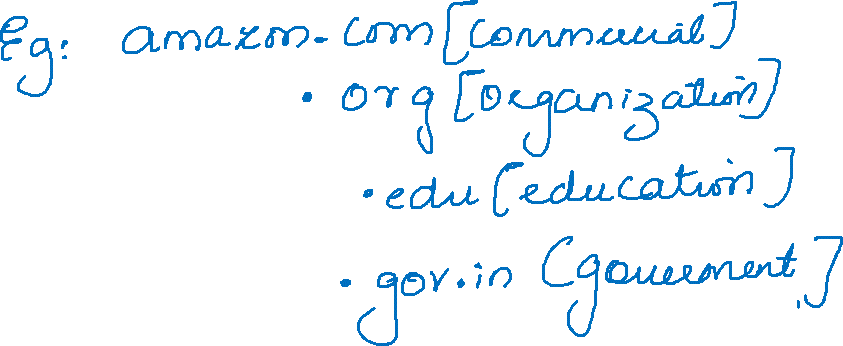 Eg: amazon.com [commercial]
.org [organization]
.edu [education]
.gov.in [government]